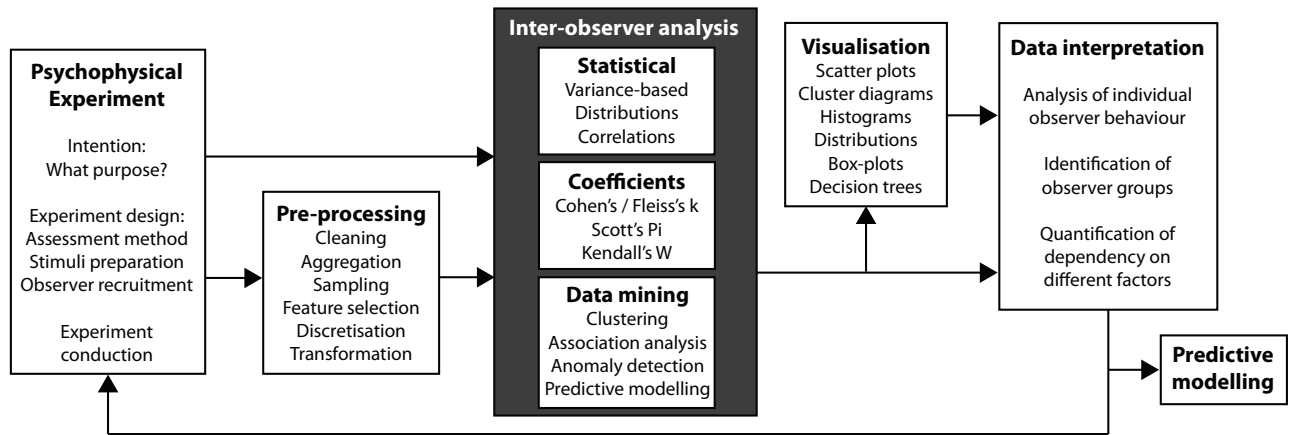 Psychophysical
Experiment
Intention:
What purpose?
Experiment design:
Assessment method
Stimuli preparation
Observer recruitment
Experiment
conduction
Pre-processing
Cleaning
Aggregation
Sampling
Feature selection
Discretisation
Transformation
Inter-observer analysis
Statistical
Variance-based
Distributions
Correlations
Coefficients
Cohen's / Fleiss's k
Scott's Pi
Kendall's W
Data mining
Clustering
Association analysis
Anomaly detection
Predictive modelling
Visualisation
Scatter plots
Cluster diagrams
Histograms
Distributions
Box-plots
Decision trees
Data interpretation
Analysis of individual
observer behaviour
Identification of
observer groups
Quantification of
dependency on
different factors
Predictive
modelling